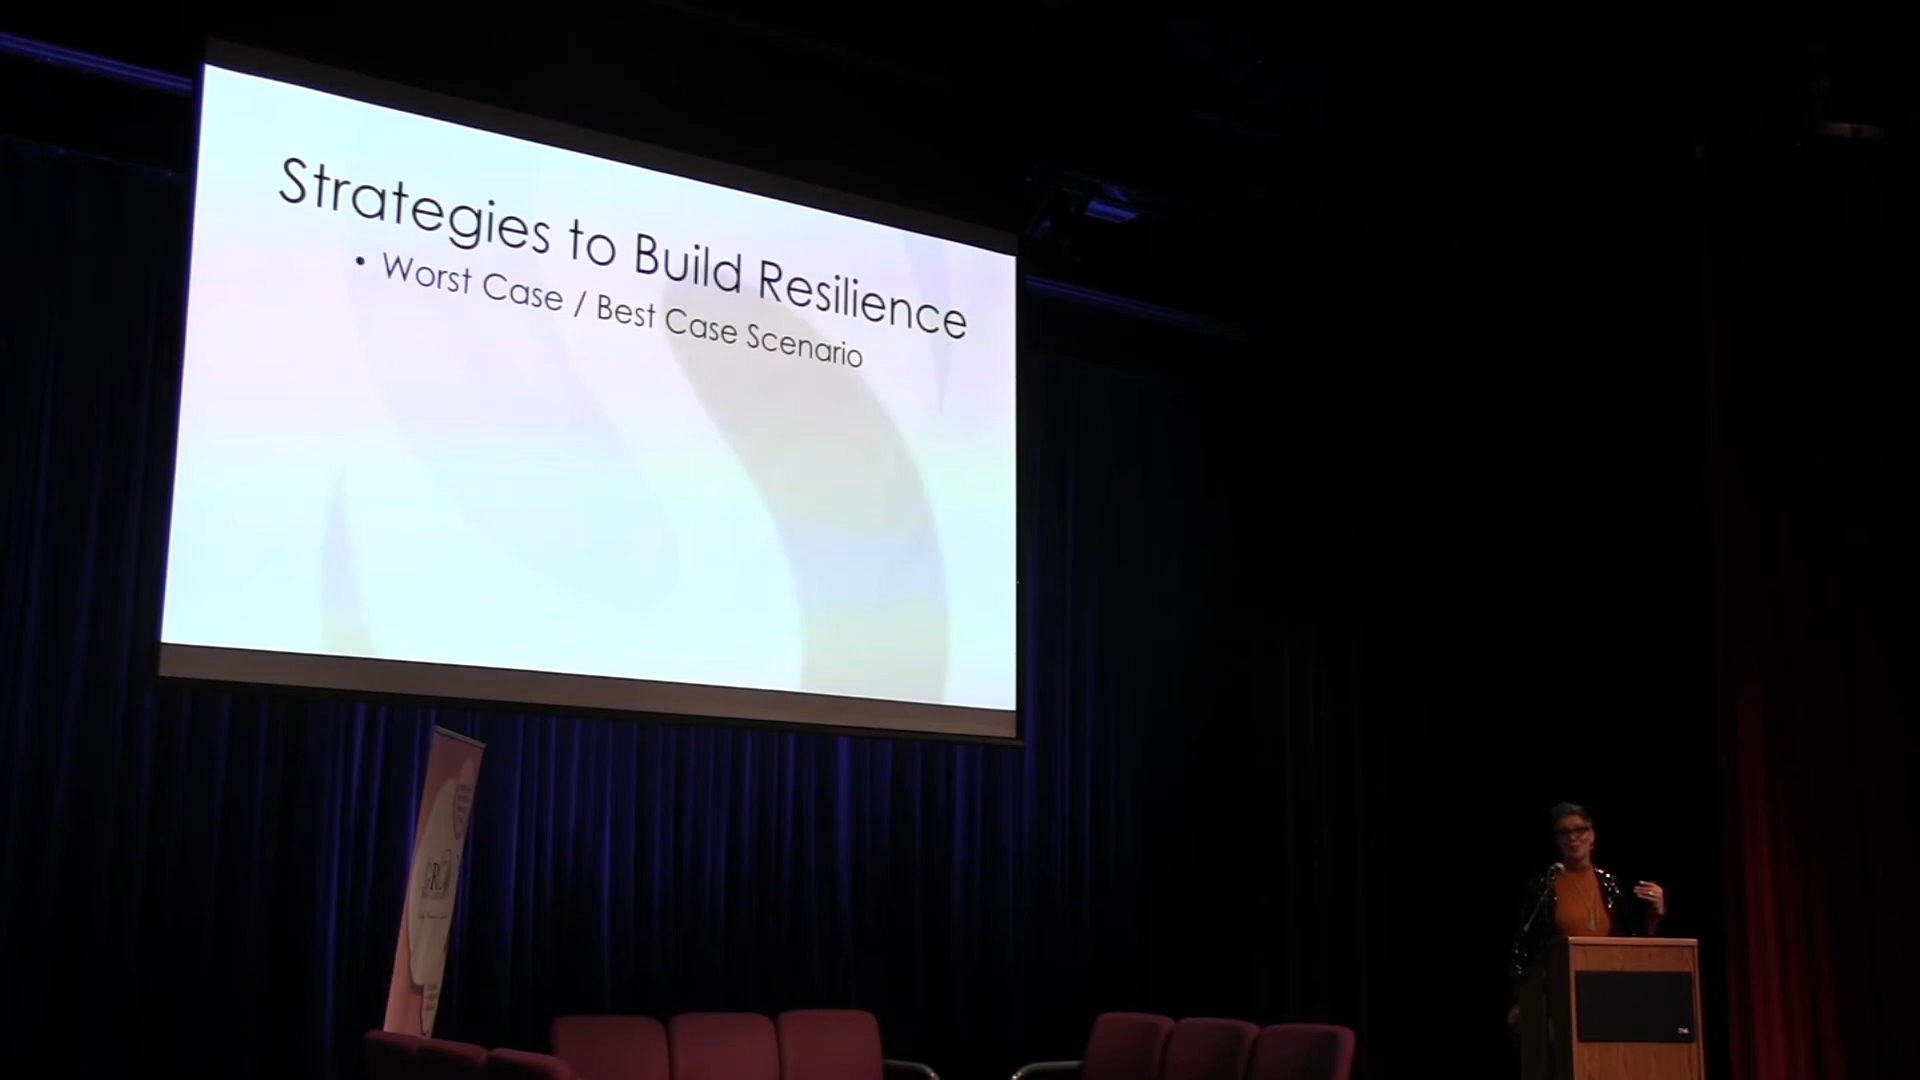 Strategies to Build Resilience
• Worst Case / Best Case Scenario